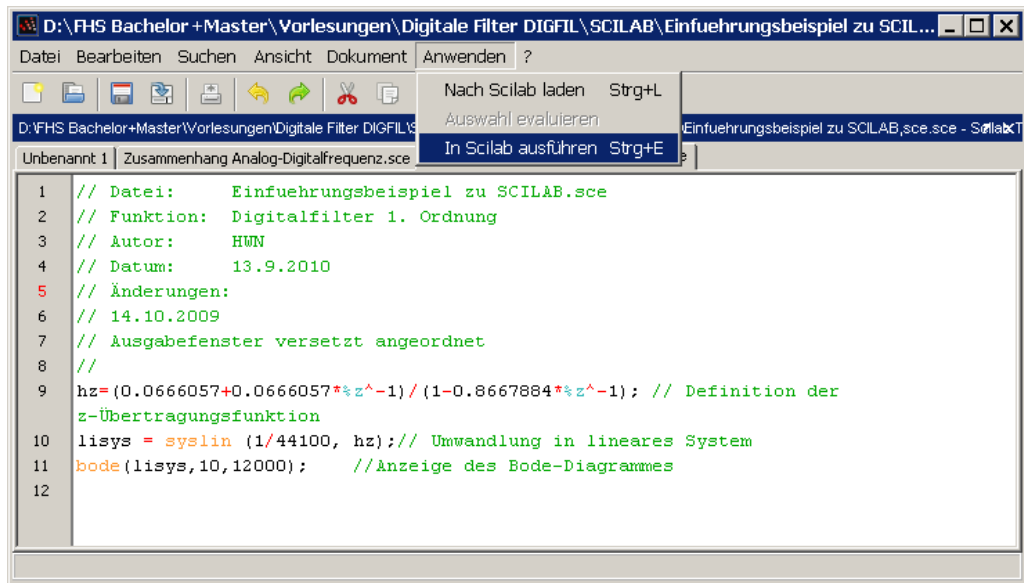 D:\FHS Bachelor+Master\Vorlesungen\Digitale Filter DIGFIL\SCILAB\Einfuehrungsbeispiel zu SCIL...
Datei Bearbeiten Suchen Ansicht Dokument Anwenden ?
Nach Scilab laden Strg+L
Auswahl evaluieren
In Scilab ausführen Strg+E
D:\FHS Bachelor+Master\Vorlesungen\Digitale Filter DIGFIL\ Einfuehrungsbeispiel zu SCILAB,sce.sce -
Unbenannt 1 Zusammenhang Analog-Digitalfrequenz.sce
1 // Datei: Einfuehrungsbeispiel zu SCILAB.sce
2 // Funktion: Digitalfilter 1. Ordnung
3 // Autor: HWN
4 // Datum: 13.9.2010
5 // Änderungen:
6 // 14.10.2009
7 // Ausgabefenster versetzt angeordnet
8 //
9 hz=(0.0666057+0.0666057*%z^-1)/(1-0.8667884*%z^-1); // Definition der
z-Übertragungsfunktion
10 lisys = syslin (1/44100, hz);// Umwandlung in lineares System
11 bode(lisys,10,12000); //Anzeige des Bode-Diagrammes
12